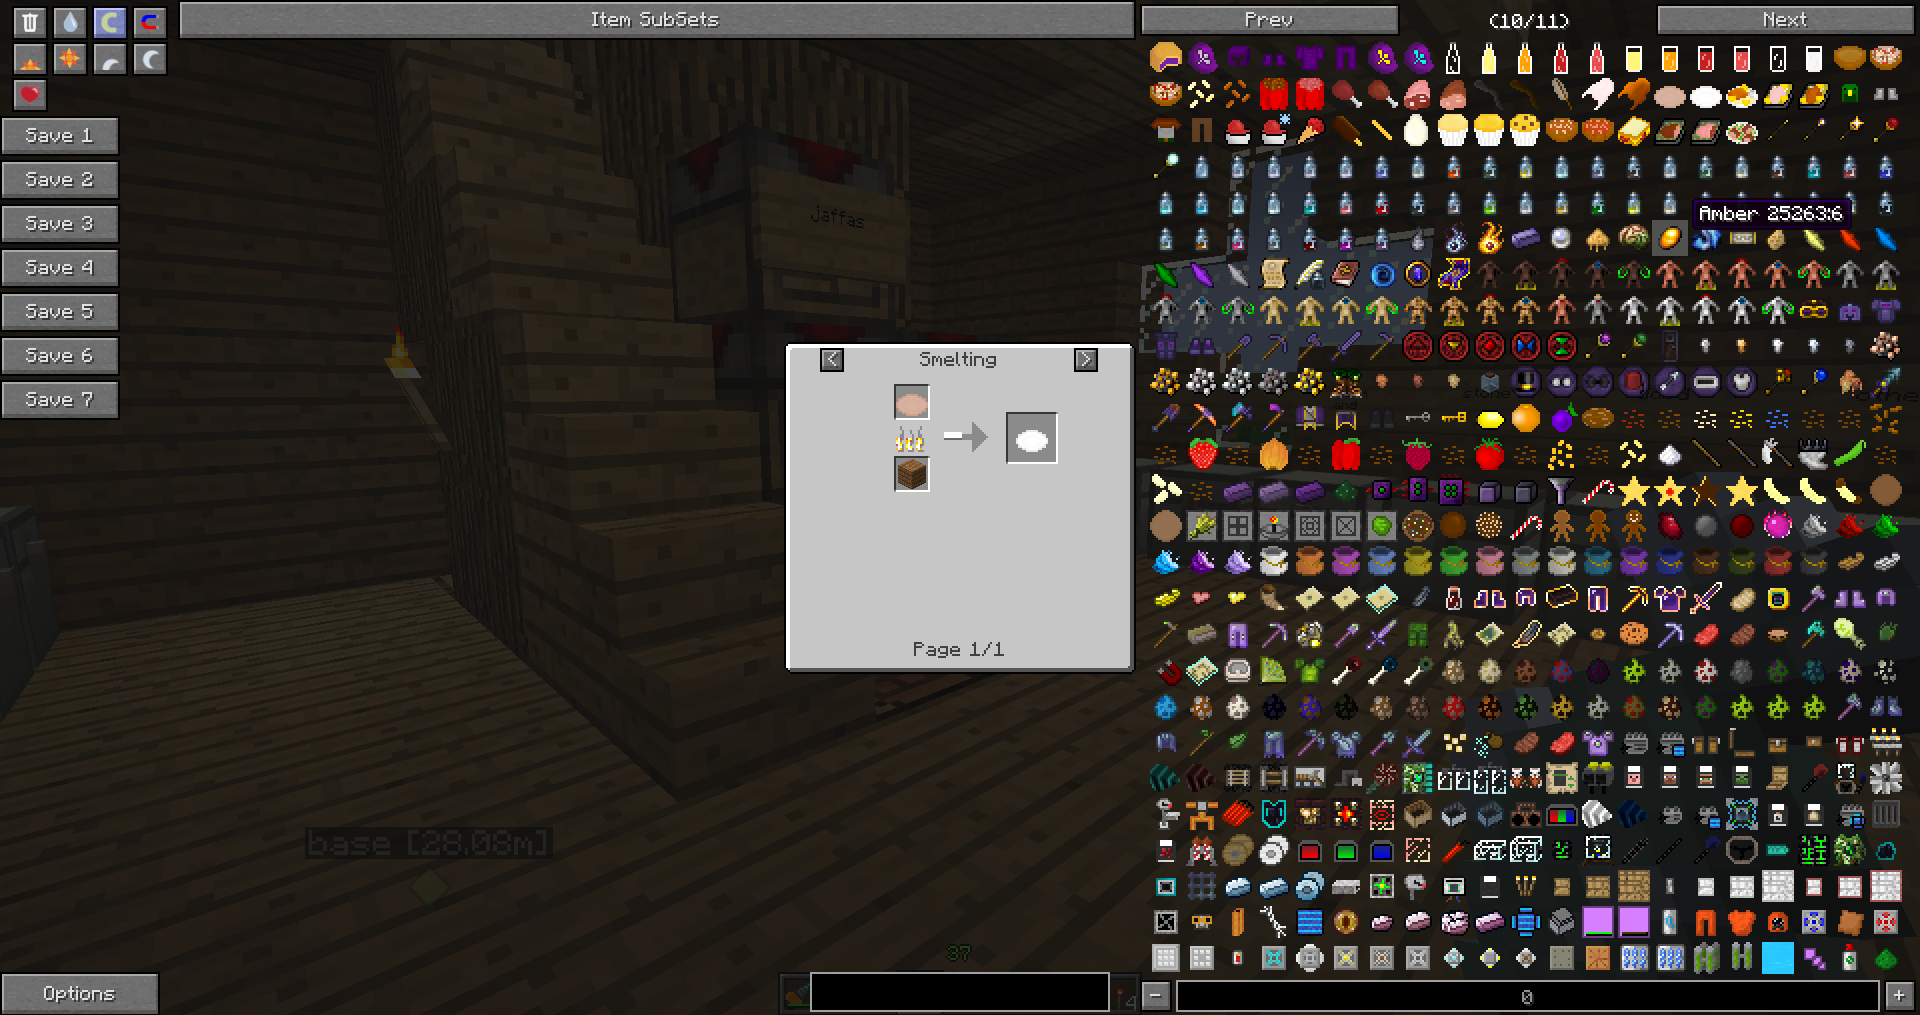 Item SubSets
Prev
(10/11)
Next
Save 1
Save 2
Save 3
Save 4
Save 5
Save 6
Save 7
Jaffas
Amber 25263:6
Smelting
Page 1/1
base [28.08m]
37
Options
4
0